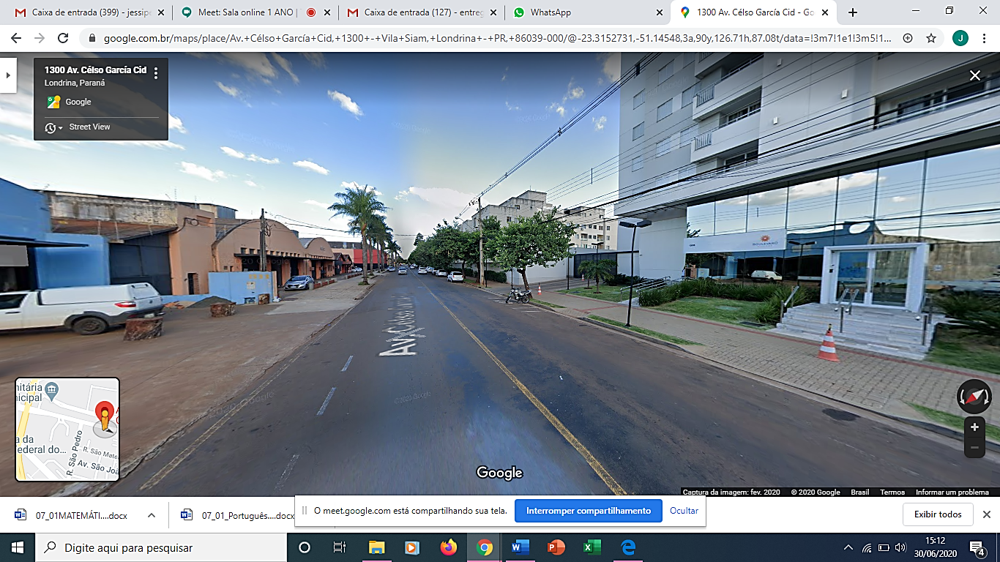 Caixa de entrada (399) - jessipe
Meet: Sala online 1 ANO |
Caixa de entrada (127) - entreg
WhatsApp
1300 Av. Célso García Cid - Go
google.com.br/maps/place/Av.+Célso+García+Cid,+1300+-+Vila+Siam,+Londrina+-+PR,+86039-000/@-23.3152731,-51.14548,3a,90y,126.71h,87.08t/data=!3m7!1e1!3m5!1...
J
1300 Av. Célso García Cid
Londrina, Paraná
Google
Street View
BOULEVARD
Av. Célso
nitária
nicipal
a da
ederal do...
R. São Pedro
R. São Mate
Av. São Joã
Google
Captura da imagem: fev. 2020 © 2020 Google Brasil Termos Informar um problema
07_01MATEMÁTI....docx
07_01_Português....docx
O meet.google.com está compartilhando sua tela.
Interromper compartilhamento
Ocultar
Exibir todos
Digite aqui para pesquisar
15:12
30/06/2020
4